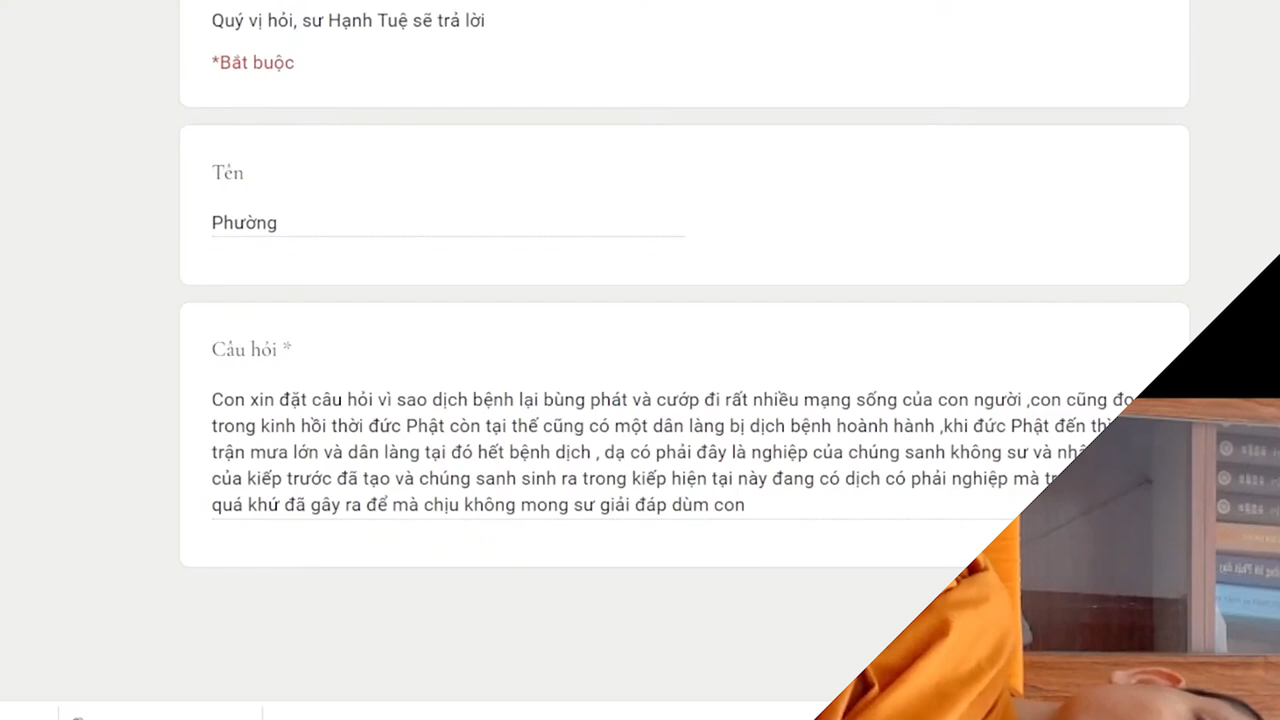 Quý vị hỏi, sư Hạnh Tuệ sẽ trả lời
*Bắt buộc
Tên
Phường
Câu hỏi *
Con xin đặt câu hỏi vì sao dịch bệnh lại bùng phát và cướp đi rất nhiều mạng sống của con người ,con cũng
trong kinh hồi thời đức Phật còn tại thế cũng có một dân làng bị dịch bệnh hoành hành ,khi đức Phật đến
trận mưa lớn và dân làng tại đó hết bệnh dịch , dạ có phải đây là nghiệp của chúng sanh không sư và
của kiếp trước đã tạo và chúng sanh sinh ra trong kiếp hiện tại này đang có dịch có phải nghiệp mà
quá khứ đã gây ra để mà chịu không mong sư giải đáp dùm con